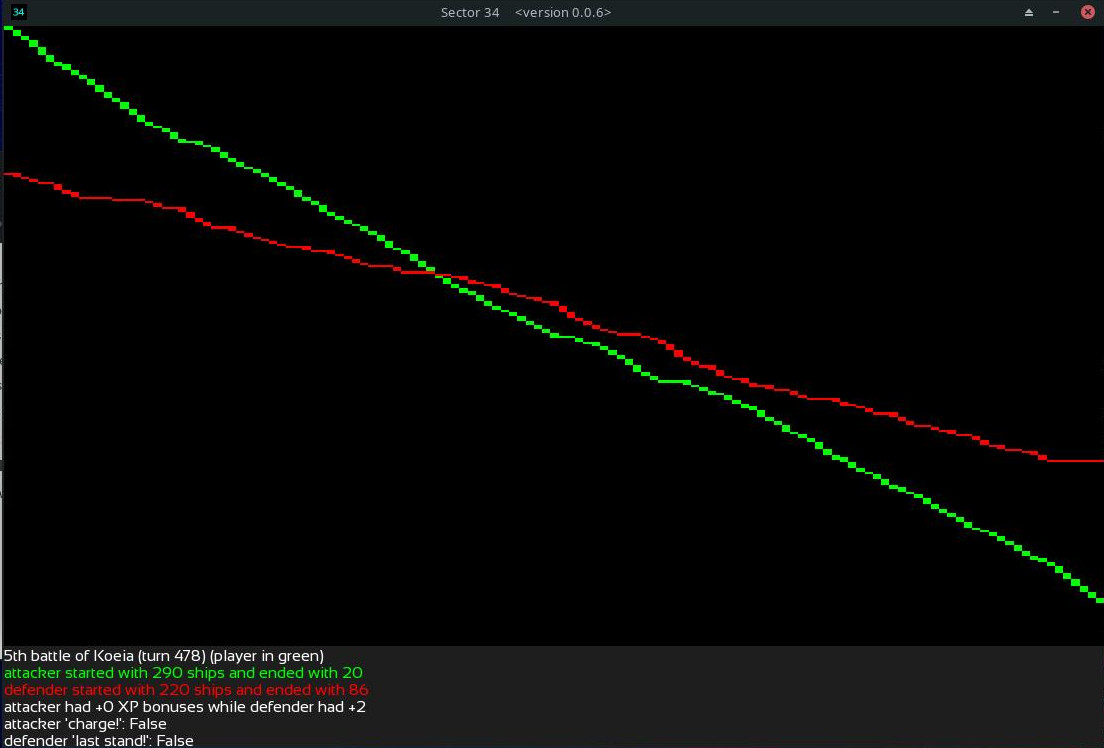 34
Sector 34 <version 0.0.6>
5th battle of Koeia (turn 478) (player in green)
attacker started with 290 ships and ended with 20
defender started with 220 ships and ended with 86
attacker had +0 XP bonuses while defender had +2
attacker 'charge!': False
defender 'last stand!': False